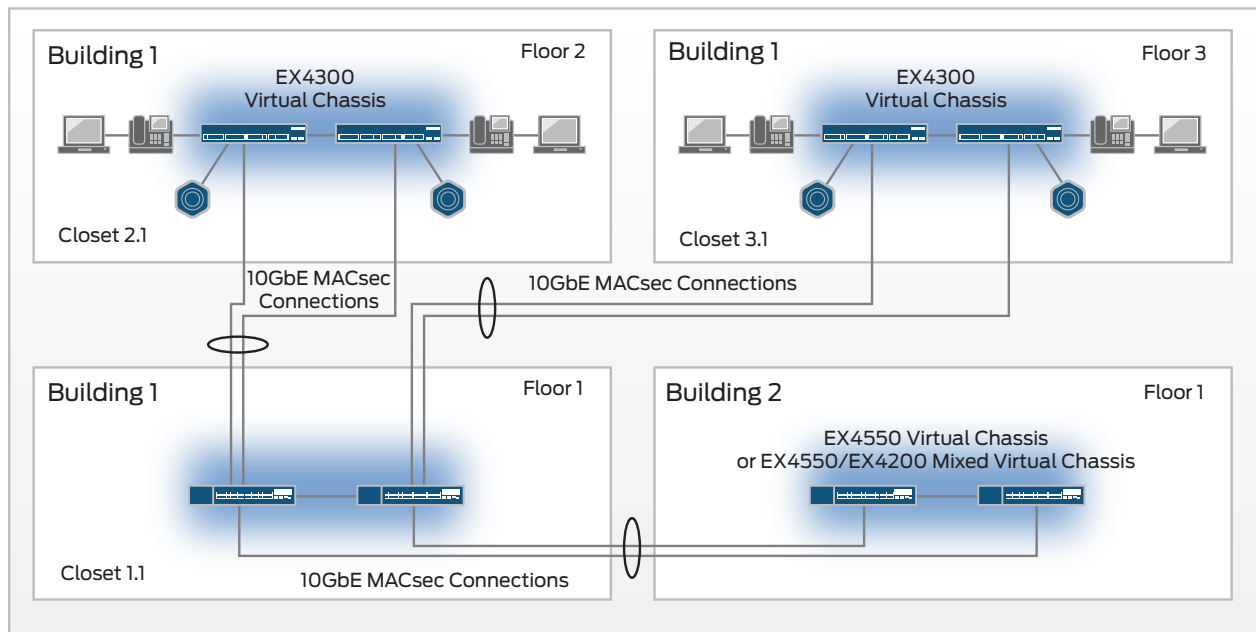 Building 1
Floor 2
EX4300
Virtual Chassis
Closet 2.1
Building 1
Floor 3
EX4300
Virtual Chassis
Closet 3.1
10GbE MACsec
Connections
10GbE MACsec Connections
Building 1
Floor 1
Closet 1.1
10GbE MACsec Connections
Building 2
Floor 1
EX4550 Virtual Chassis
or EX4550/EX4200 Mixed Virtual Chassis